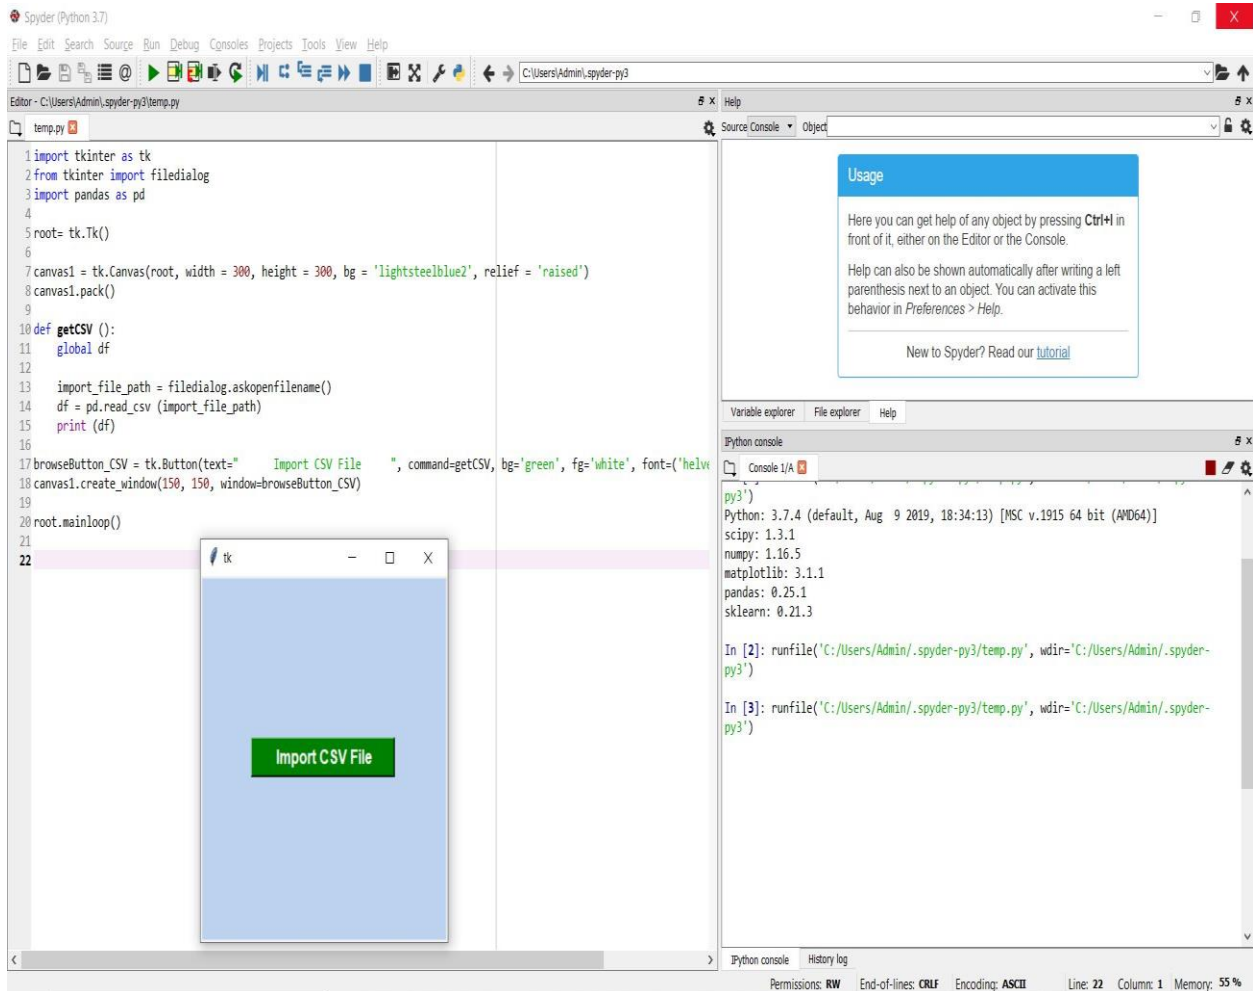 Spyder (Python 3.7)
File Edit Search Source Run Debug Consoles Projects Tools View Help
C:\Users\Admin\.spyder-py3
Editor - C:\Users\Admin\.spyder-py3\temp.py
temp.py
1 import tkinter as tk
2 from tkinter import filedialog
3 import pandas as pd
4
5 root= tk.Tk()
6
7 canvas1 = tk.Canvas(root, width = 300, height = 300, bg = 'lightsteelblue2', relief = 'raised')
8 canvas1.pack()
9
10 def getCSV ():
11     global df
12
13     import_file_path = filedialog.askopenfilename()
14     df = pd.read_csv (import_file_path)
15     print (df)
16
17 browseButton_CSV = tk.Button(text="      Import CSV File     ", command=getCSV, bg='green', fg='white', font=('helve
18 canvas1.create_window(150, 150, window=browseButton_CSV)
19
20 root.mainloop()
21
22
tk
Import CSV File
Help
Source Console Object
Usage
Here you can get help of any object by pressing Ctrl+I in
front of it, either on the Editor or the Console.
Help can also be shown automatically after writing a left
parenthesis next to an object. You can activate this
behavior in Preferences > Help.
New to Spyder? Read our tutorial
Variable explorer File explorer Help
IPython console
Console 1/A
py3')
Python: 3.7.4 (default, Aug  9 2019, 18:34:13) [MSC v.1915 64 bit (AMD64)]
scipy: 1.3.1
numpy: 1.16.5
matplotlib: 3.1.1
pandas: 0.25.1
sklearn: 0.21.3
In [2]: runfile('C:/Users/Admin/.spyder-py3/temp.py', wdir='C:/Users/Admin/.spyder-
py3')
In [3]: runfile('C:/Users/Admin/.spyder-py3/temp.py', wdir='C:/Users/Admin/.spyder-
py3')
IPython console History log
Permissions: RW End-of-lines: CRLF Encoding: ASCII Line: 22 Column: 1 Memory: 55 %